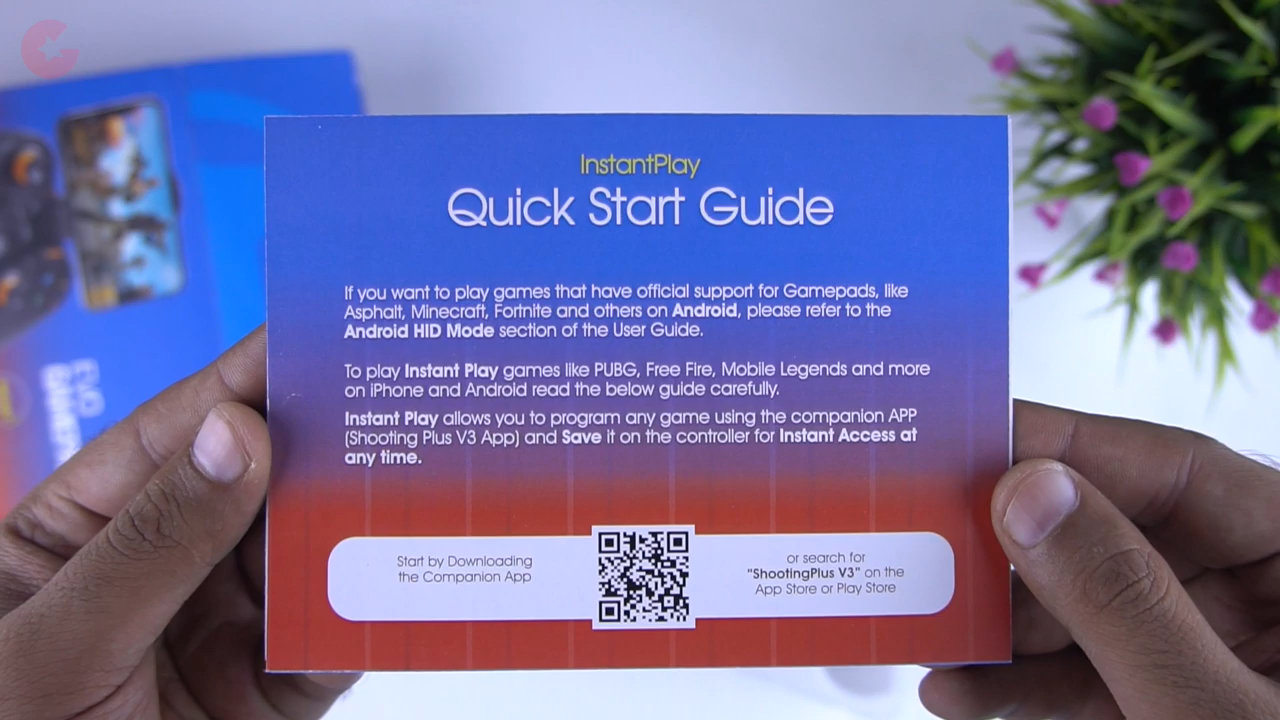 InstantPlay
Quick Start Guide
If you want to play games that have official support for Gamepads, like
Asphalt, Minecraft, Fortnite and others on Android, please refer to the
Android HID Mode section of the User Guide.
To play Instant Play games like PUBG, Free Fire, Mobile Legends and more
on iPhone and Android read the below guide carefully.
Instant Play allows you to program any game using the companion APP
(Shooting Plus V3 App) and Save it on the controller for Instant Access at
any time.
Start by Downloading
the Companion App
or search for
“ShootingPlus V3” on the
App Store or Play Store
EVO